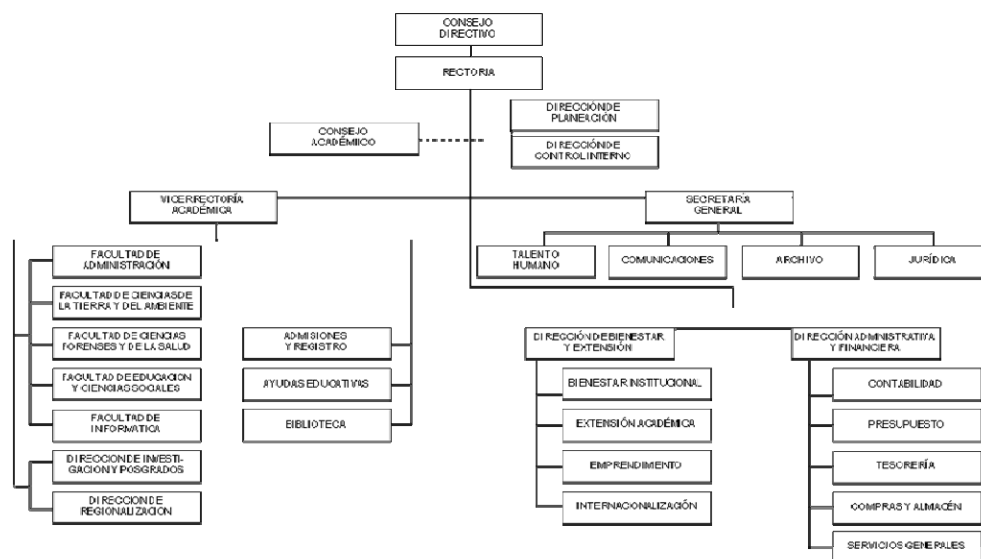 CONSEJO
DIRECTIVO
RECTORIA
DIRECCIÓN DE
PLANEACIÓN
CONSEJO
ACADÉMIICO
DIRECCIÓN DE
CONTROL INTERNO
VICERRECTORÍA
ACADÉMICA
SECRETARÍA
GENERAL
TALENTO
HUMANO
COMUNICACIONES
ARCHIVO
JURÍDICA
FACULTAD DE
ADMINISTRACIÓN
FACULTAD DE CIENCIAS DE
LA TIERRA Y DEL AMBIENTE
FACULTAD DE CIENCIAS
FORENSES Y DE LA SALUD
FACULTAD DE EDUCACION
Y CIENCIAS SOCIALES
FACULTAD DE
INFORMATICA
DIRECCION DE INVESTI-
GACION Y POSGRADOS
DIRECCION DE
REGIONALIZACION
ADMISIONES
Y REGISTRO
AYUDAS EDUCATIVAS
BIBLIOTECA
DIRECCIÓN DE BIENESTAR
Y EXTENSIÓN
BIENESTAR INSTITUCIONAL
EXTENSIÓN ACADÉMICA
EMPRENDIMENTO
INTERNACIONALIZACIÓN
DIRECCIÓN ADMINISTRATIVA
Y FINANCIERA
CONTABILIDAD
PRESUPUESTO
TESORERÍA
COMPRAS Y ALMACÉN
SERVICIOS GENERALES